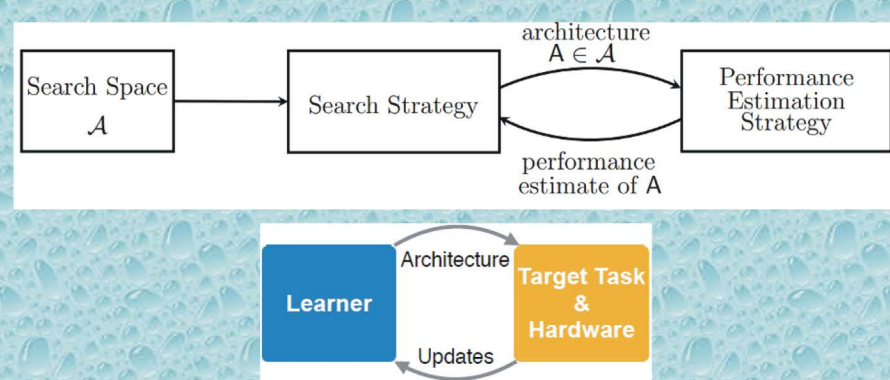 Search Space
𝒜
Search Strategy
architecture
A ∈ 𝒜
performance
estimate of A
Performance
Estimation
Strategy
Learner
Architecture
Updates
Target Task
&
Hardware